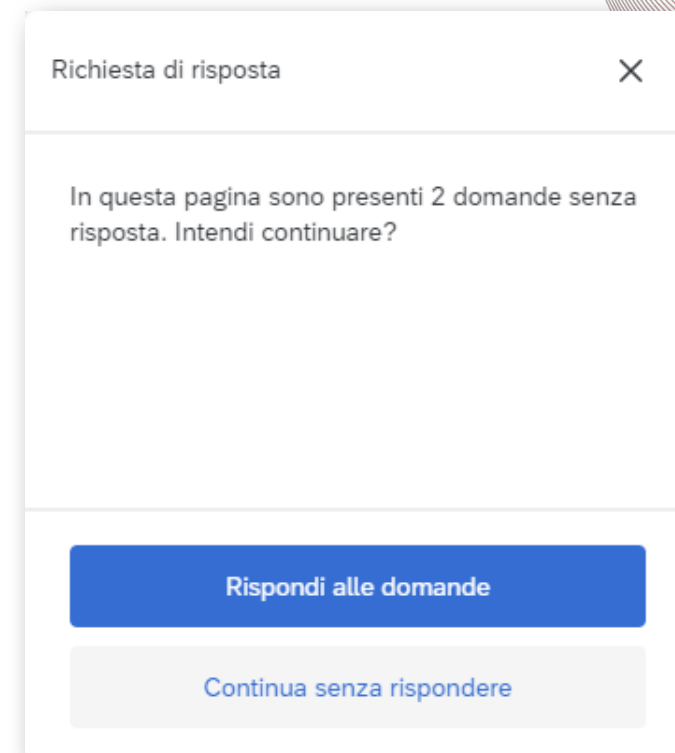 Richiesta di risposta
In questa pagina sono presenti 2 domande senza
risposta. Intendi continuare?
Rispondi alle domande
Continua senza rispondere